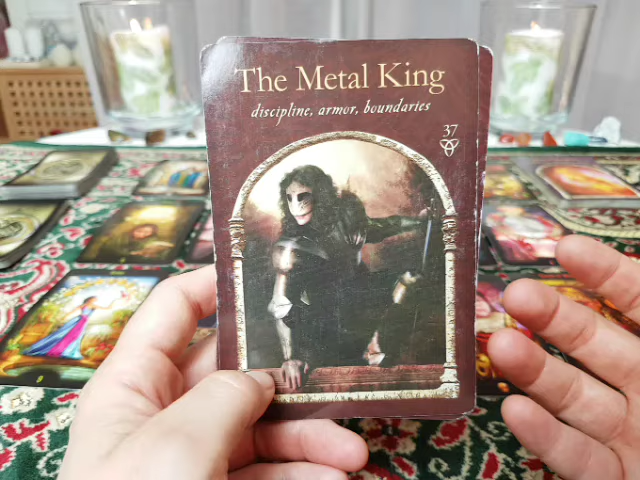 The Metal King
discipline, armor, boundaries
37